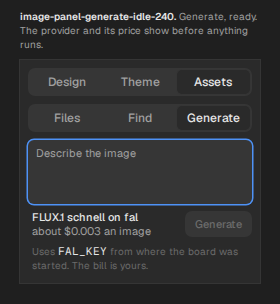 image-panel-generate-idle-240. Generate, ready.
The provider and its price show before anything
runs.
Design Theme Assets
Files Find Generate
Describe the image
FLUX.1 schnell on fal
about $0.003 an image
Generate
Uses FAL_KEY from where the board was
started. The bill is yours.